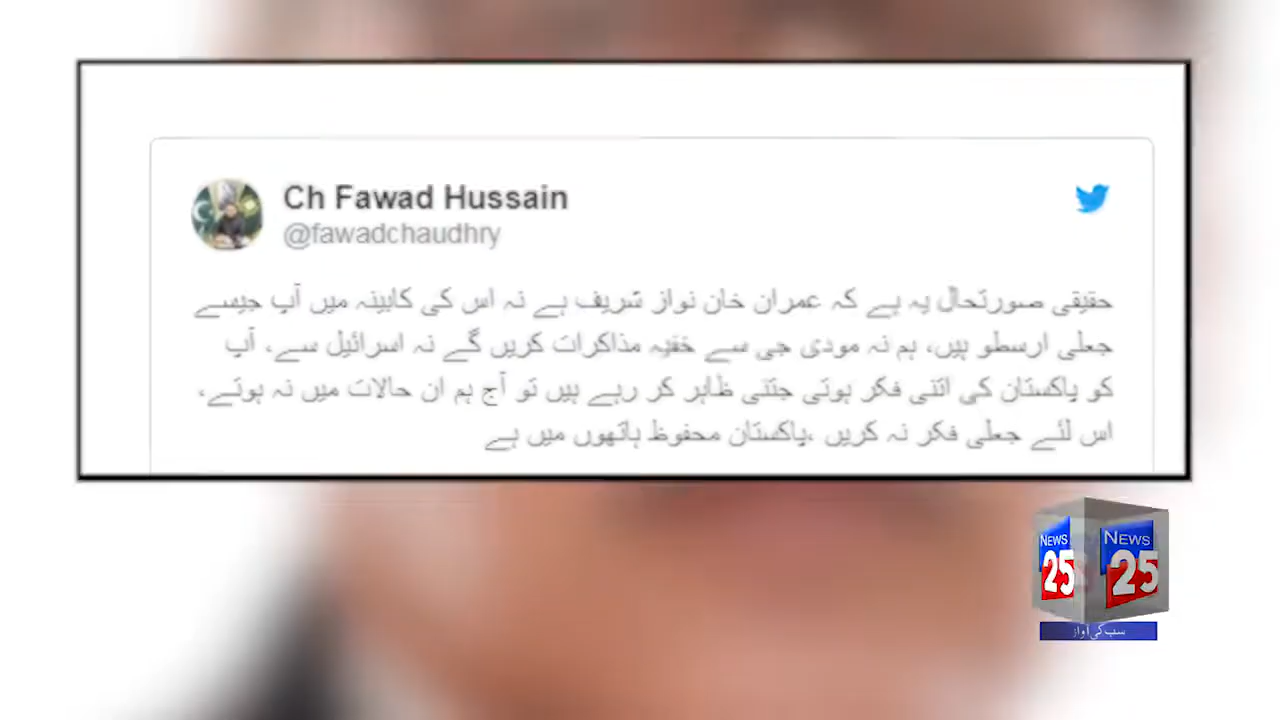 Ch Fawad Hussain
@fawadchaudhry
حقیقی صورتحال یہ ہے کہ عمران خان نواز شریف ہے نہ اس کی کابینہ میں آپ جیسے
جعلی ارسطو ہیں، ہم نہ مودی جی سے خفیہ مذاکرات کریں گے نہ اسرائیل سے، آپ
کو پاکستان کی اتنی فکر ہوتی جتنی ظاہر کر رہے ہیں تو آج ہم ان حالات میں نہ ہوتے،
اس لئے جعلی فکر نہ کریں ،پاکستان محفوظ ہاتھوں میں ہے
NEWS
25
NEWS
25
سب کی آواز